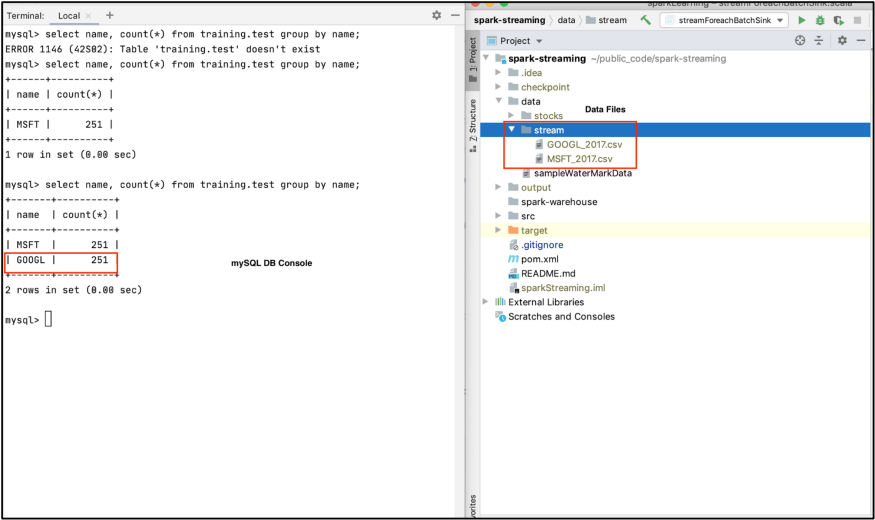 Terminal: Local × +
mysql> select name, count(*) from training.test group by name;
ERROR 1146 (42S02): Table 'training.test' doesn't exist
mysql> select name, count(*) from training.test group by name;
+------+----------+
| name | count(*) |
+------+----------+
| MSFT |      251 |
+------+----------+
1 row in set (0.00 sec)
mysql> select name, count(*) from training.test group by name;
+-------+----------+
| name  | count(*) |
+-------+----------+
| MSFT  |      251 |
| GOOGL |      251 |
+-------+----------+
2 rows in set (0.00 sec)
mysql>
mySQL DB Console
sparkLearning – streamForeachBatchSink.scala
spark-streaming 〉 data 〉 stream streamForeachBatchSink
1: Project
7: Structure
Project
spark-streaming ~/public_code/spark-streaming
.idea
checkpoint
data
Data Files
stocks
stream
GOOGL_2017.csv
MSFT_2017.csv
sampleWaterMarkData
output
spark-warehouse
src
target
.gitignore
pom.xml
README.md
sparkStreaming.iml
External Libraries
Scratches and Consoles